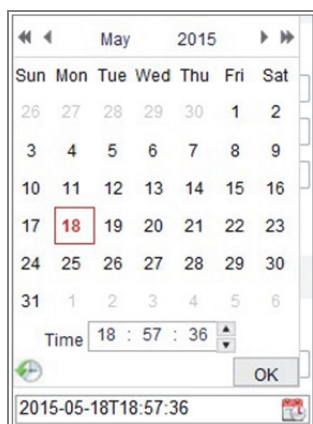 May 2015
Sun Mon Tue Wed Thu Fri Sat
26 27 28 29 30 1 2
3 4 5 6 7 8 9
10 11 12 13 14 15 16
17 18 19 20 21 22 23
24 25 26 27 28 29 30
31 1 2 3 4 5 6
Time 18 : 57 : 36
OK
2015-05-18T18:57:36